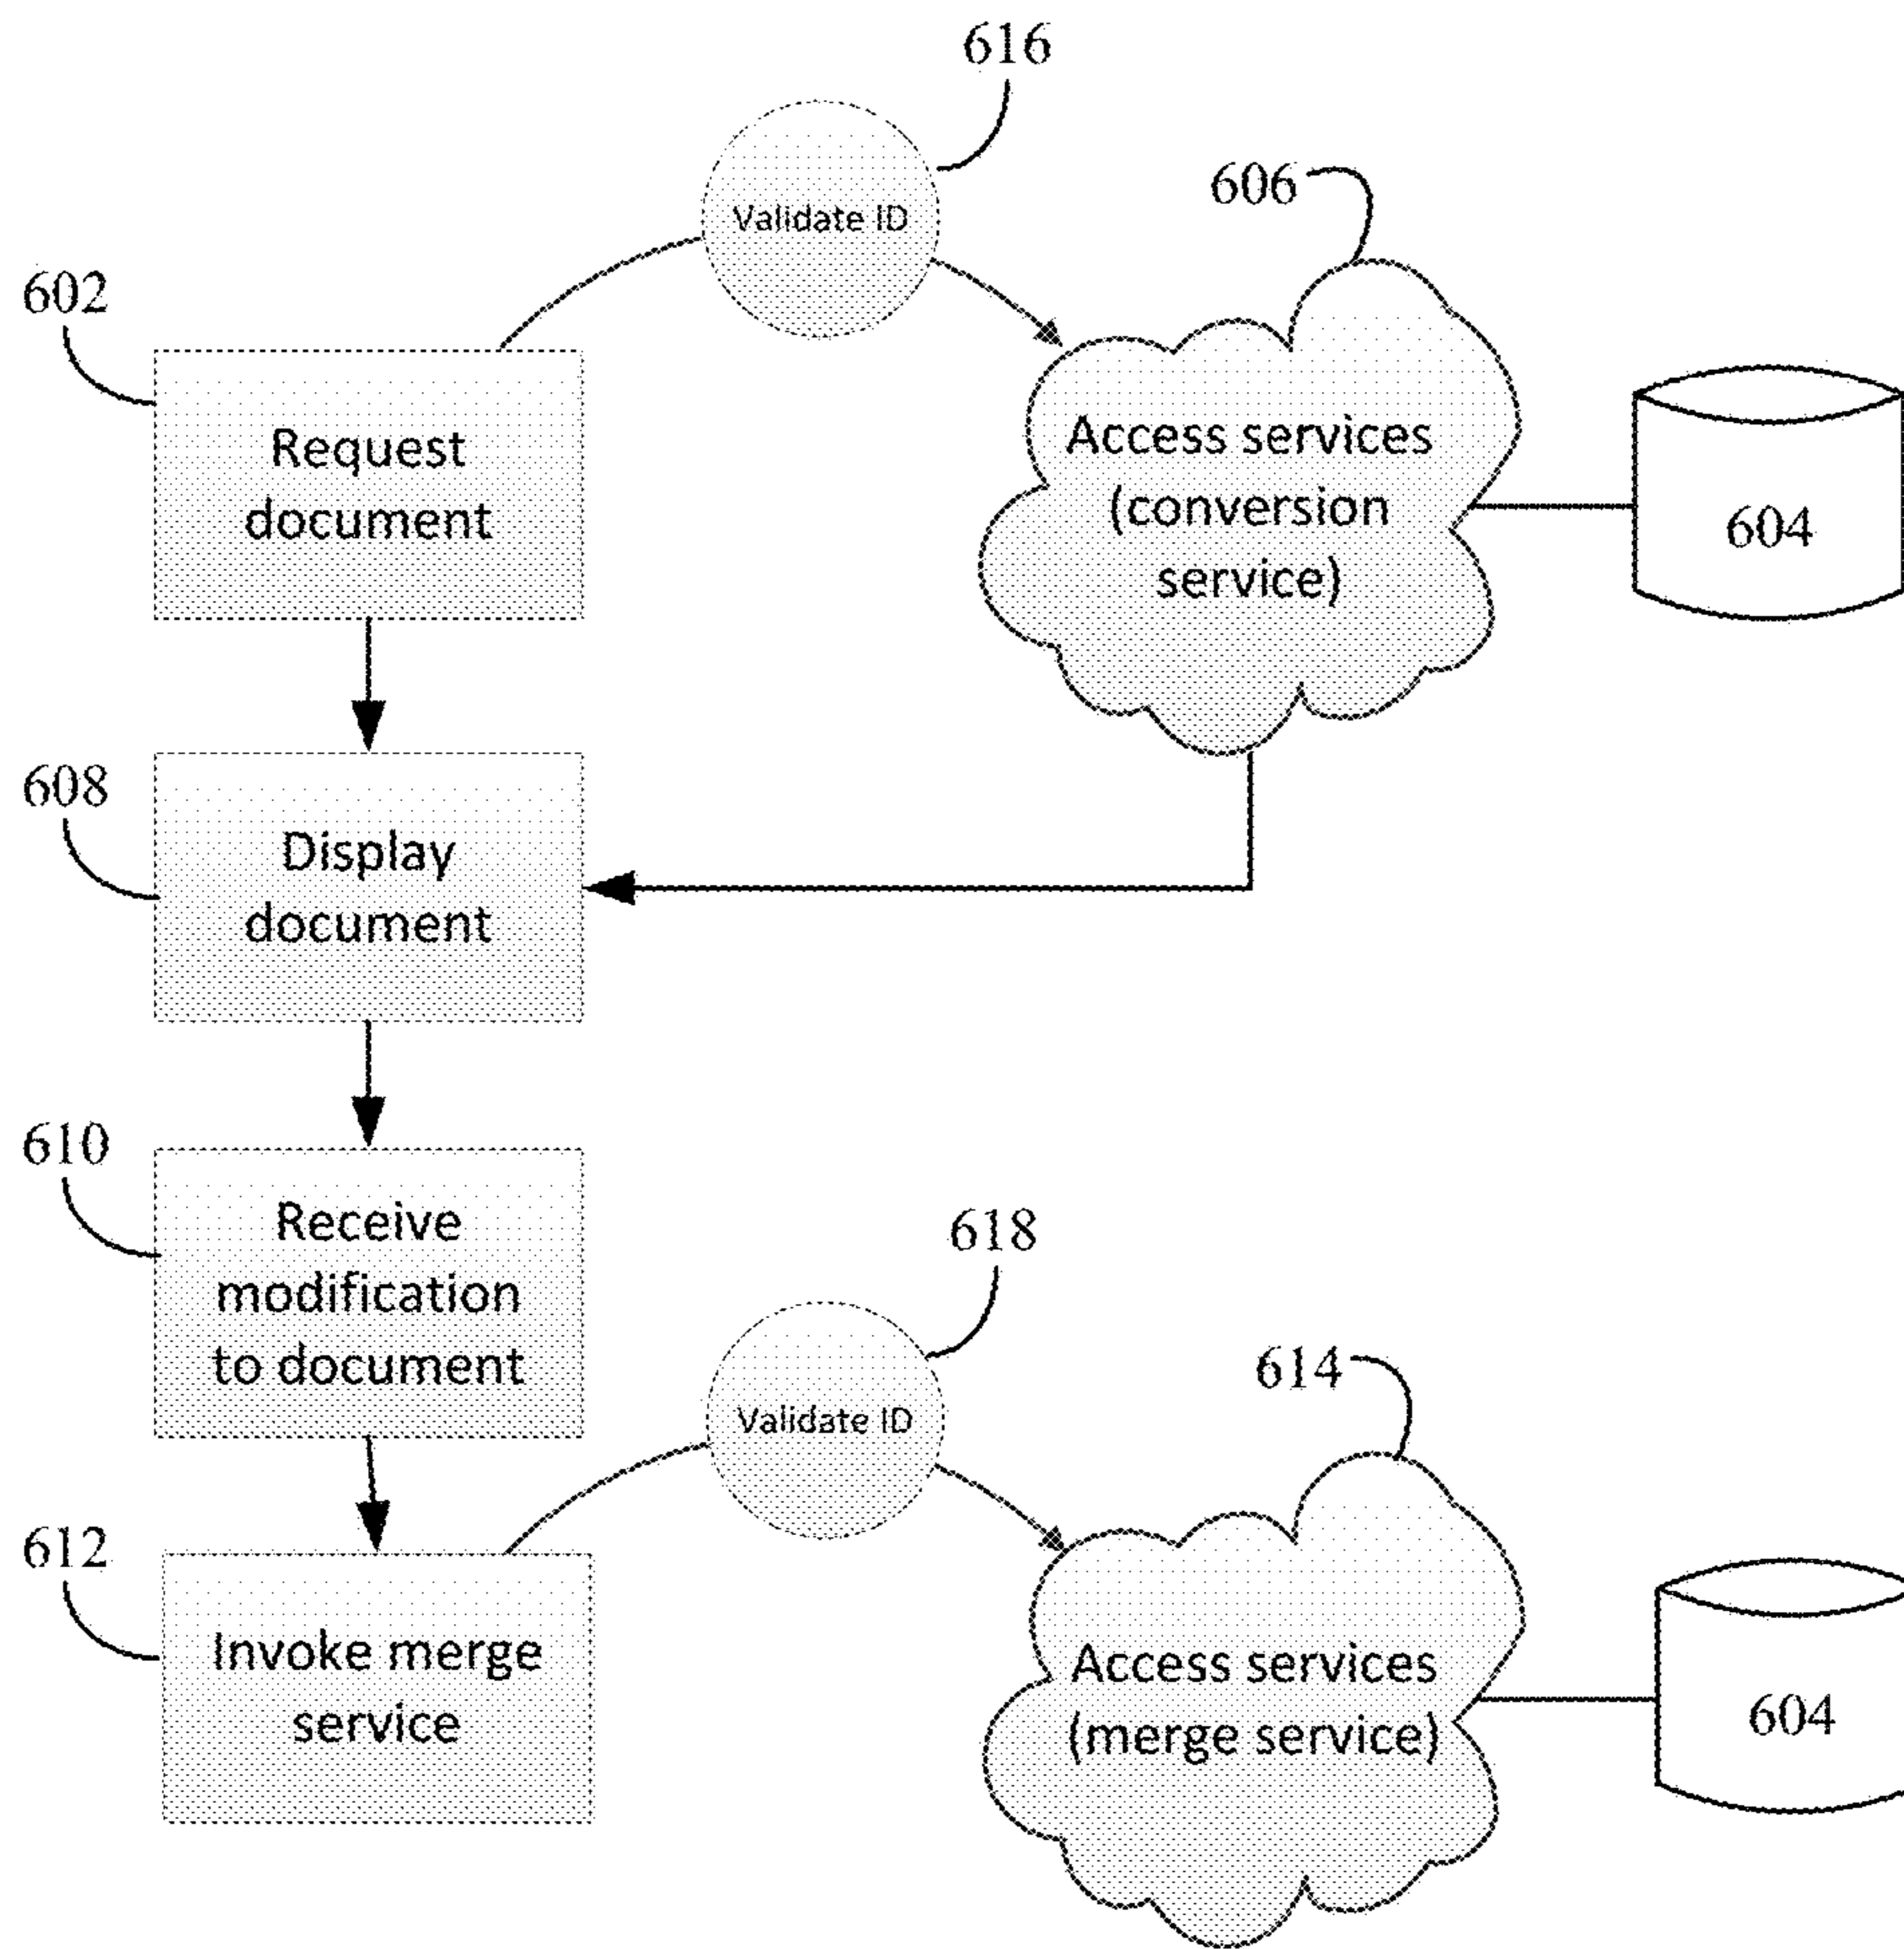 616
Validate ID
606
602
Request
document
Access services
(conversion
service)
604
608
Display
document
610
Receive
modification
to document
618
Validate ID
614
612
Invoke merge
service
Access services
(merge service)
604